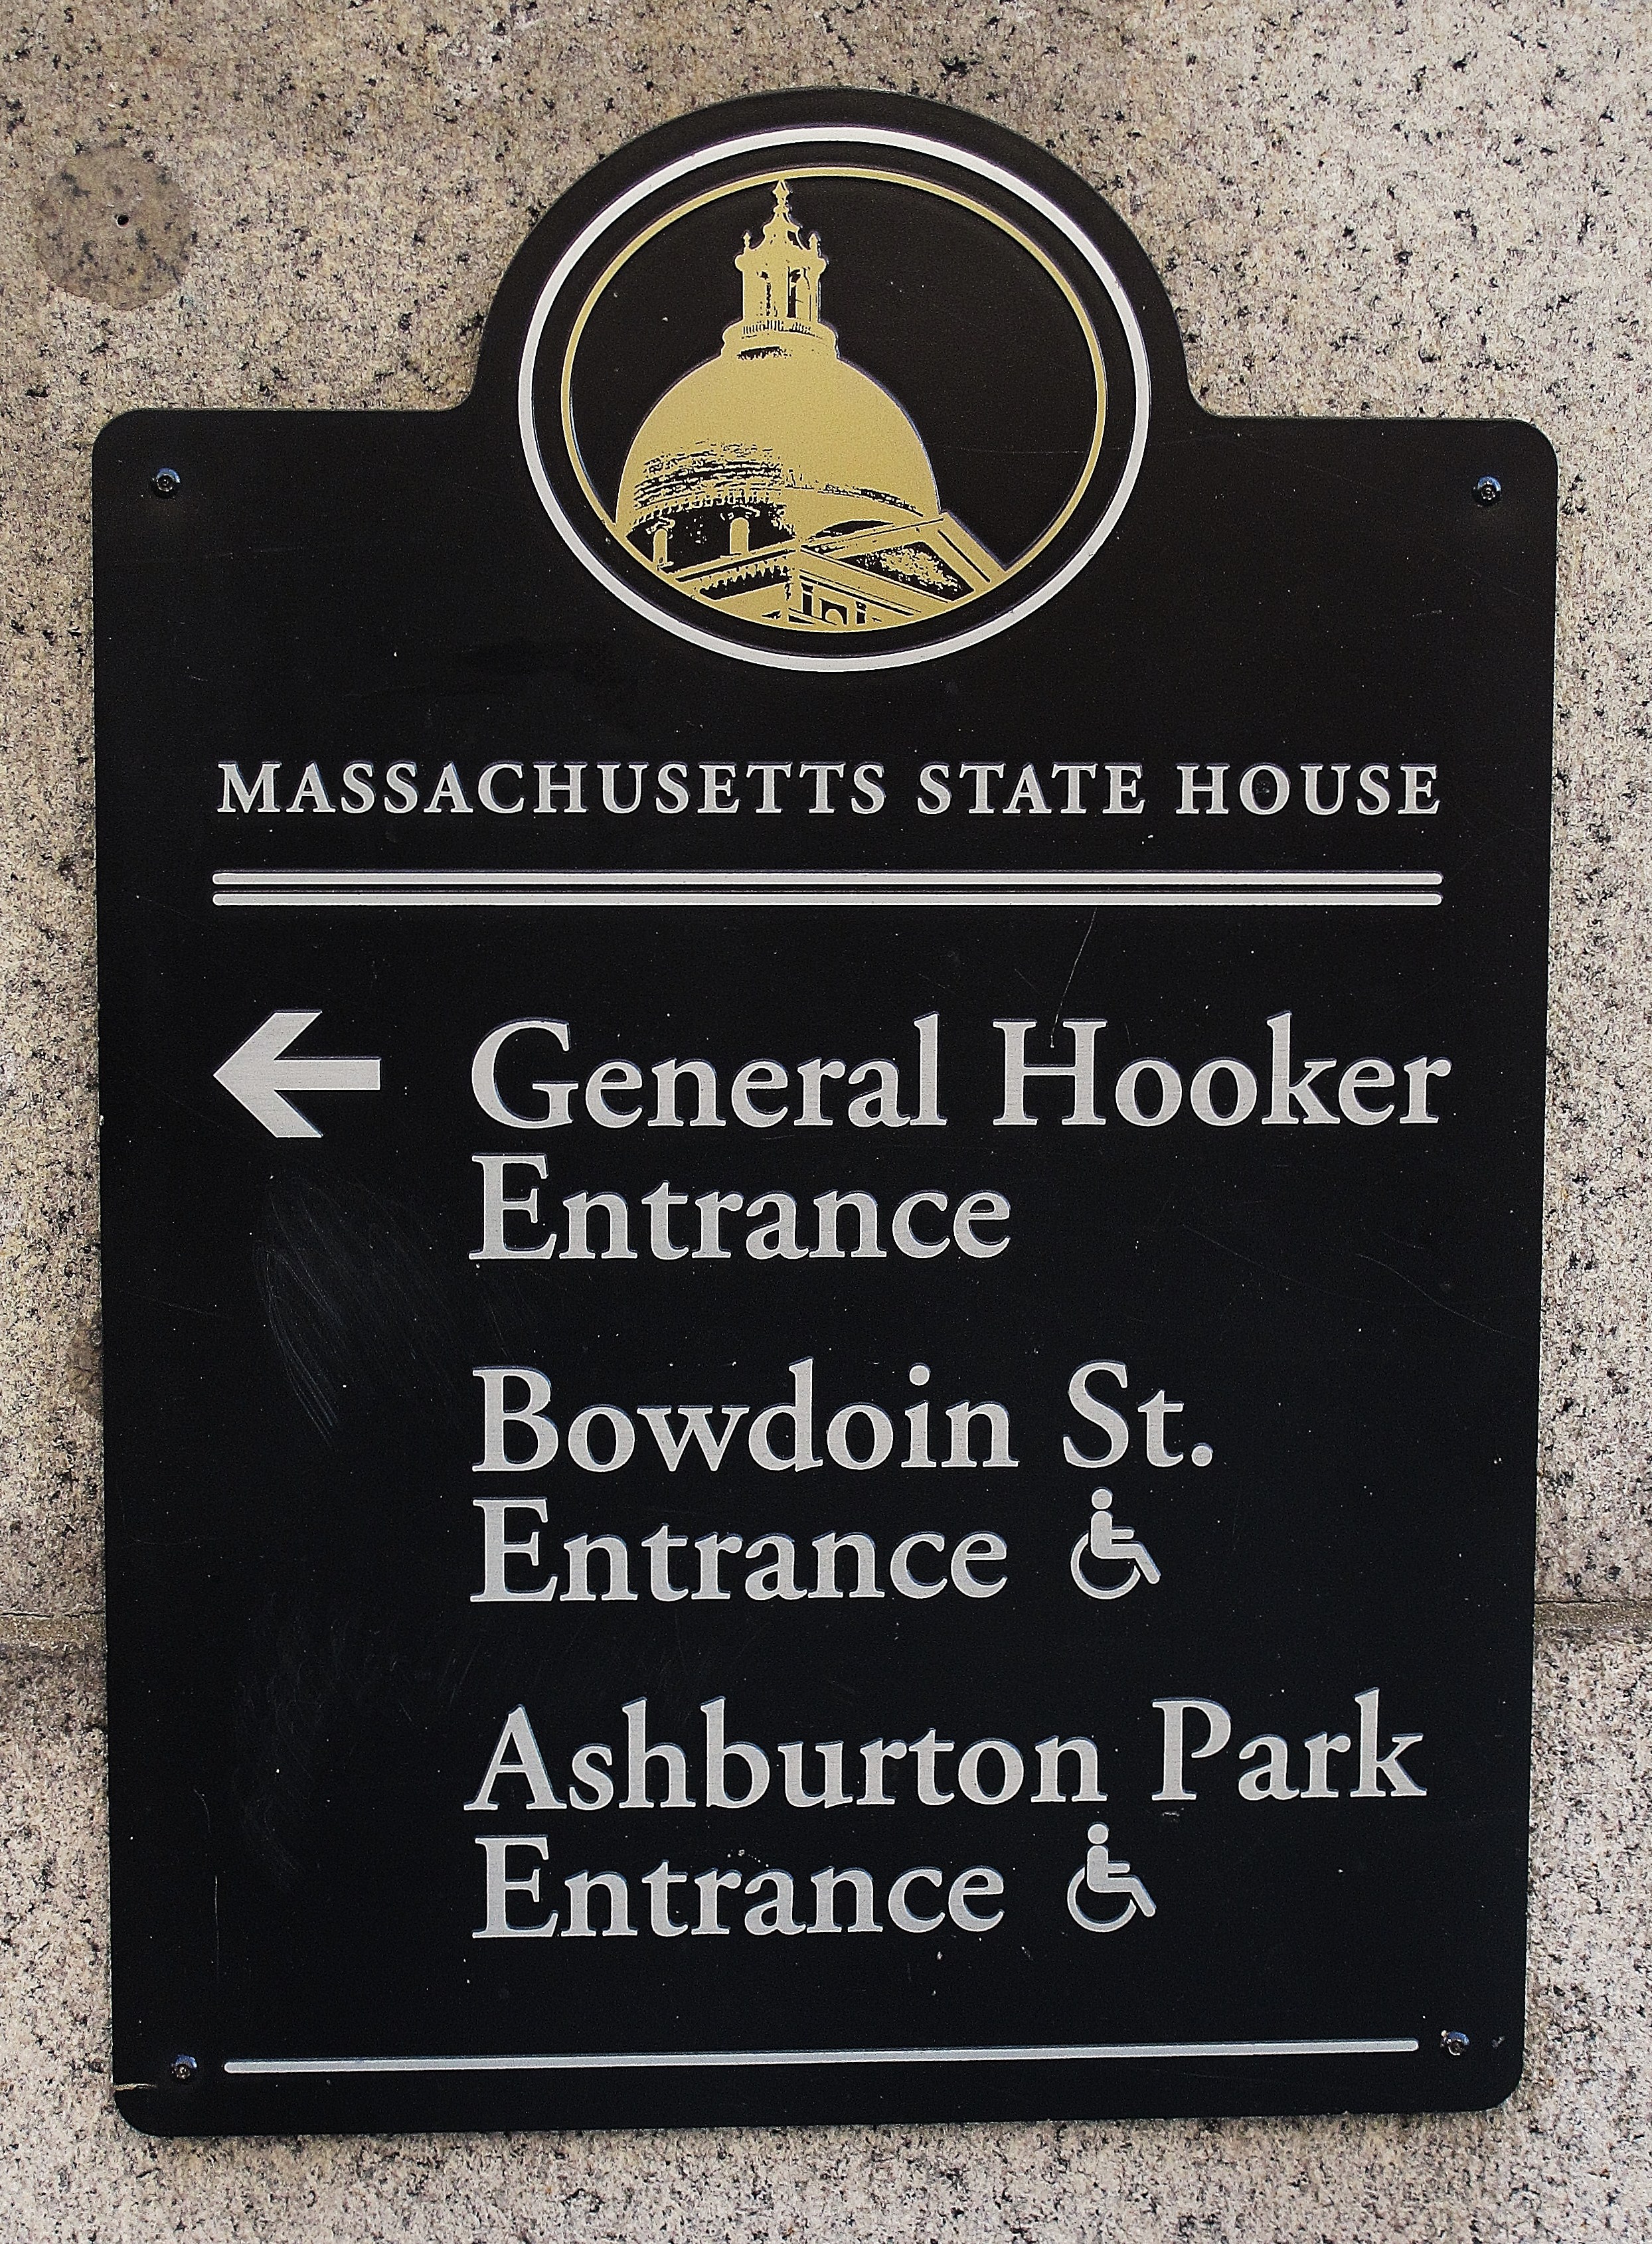 MASSACHUSETTS STATE HOUSE
General Hooker
Entrance
Bowdoin St.
Entrance
Ashburton Park
Entrance